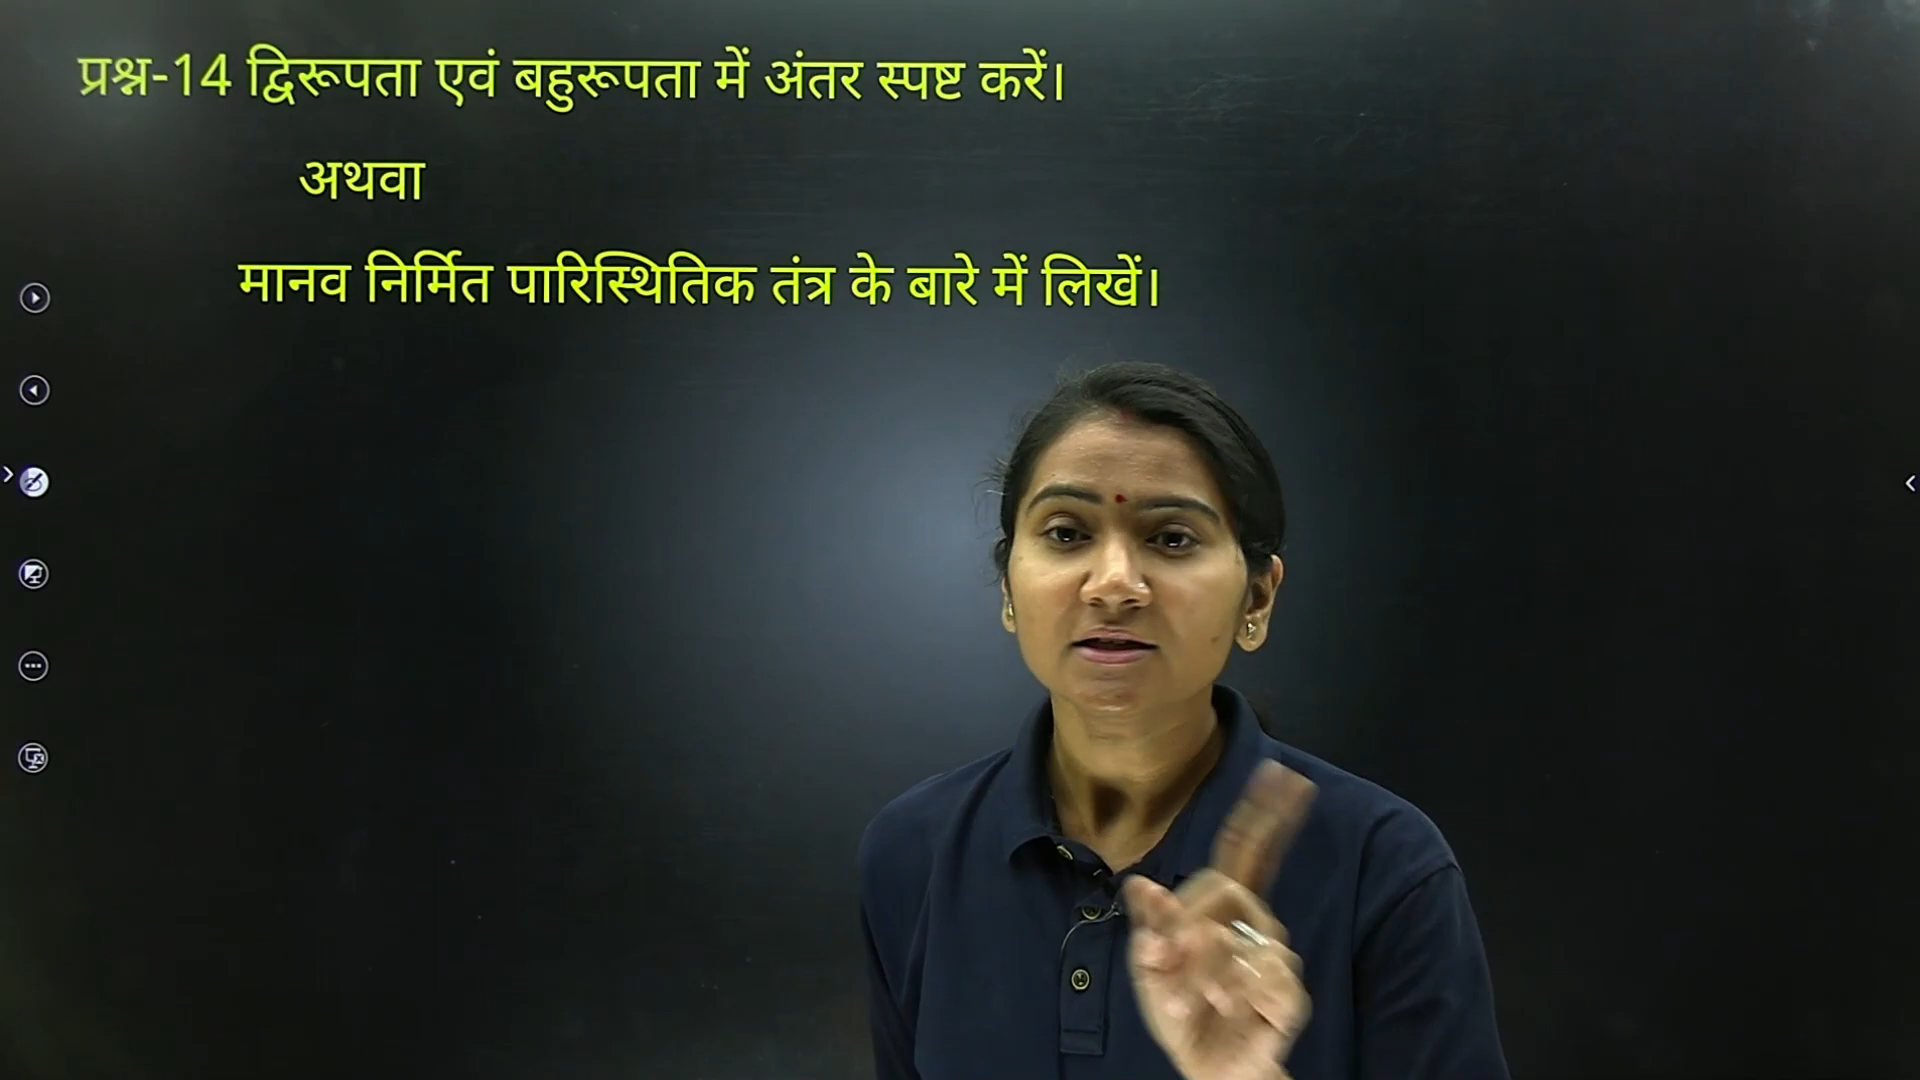 प्रश्न-14 द्विरूपता एवं बहुरूपता में अंतर स्पष्ट करें।
अथवा
मानव निर्मित पारिस्थितिक तंत्र के बारे में लिखें।